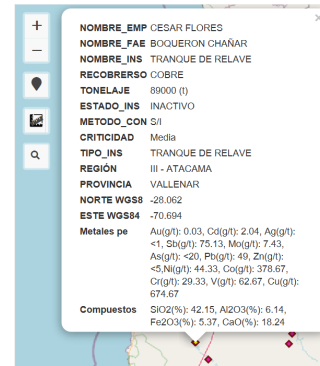 NOMBRE_EMP CESAR FLORES
NOMBRE_FAE BOQUERON CHAÑAR
NOMBRE_INS TRANQUE DE RELAVE
RECOBRERSO COBRE
TONELAJE 89000 (t)
ESTADO_INS INACTIVO
METODO_CON S/I
CRITICIDAD Media
TIPO_INS TRANQUE DE RELAVE
REGIÓN III - ATACAMA
PROVINCIA VALLENAR
NORTE WGS8 -28.062
ESTE WGS84 -70.694
Metales pe Au(g/t): 0.03, Cd(g/t): 2.04, Ag(g/t):
<1, Sb(g/t): 75.13, Mo(g/t): 7.43,
As(g/t): <20, Pb(g/t): 49, Zn(g/t):
<5,Ni(g/t): 44.33, Co(g/t): 378.67,
Cr(g/t): 29.33, V(g/t): 62.67, Cu(g/t):
674.67
Compuestos SiO2(%): 42.15, Al2O3(%): 6.14,
Fe2O3(%): 5.37, CaO(%): 18.24